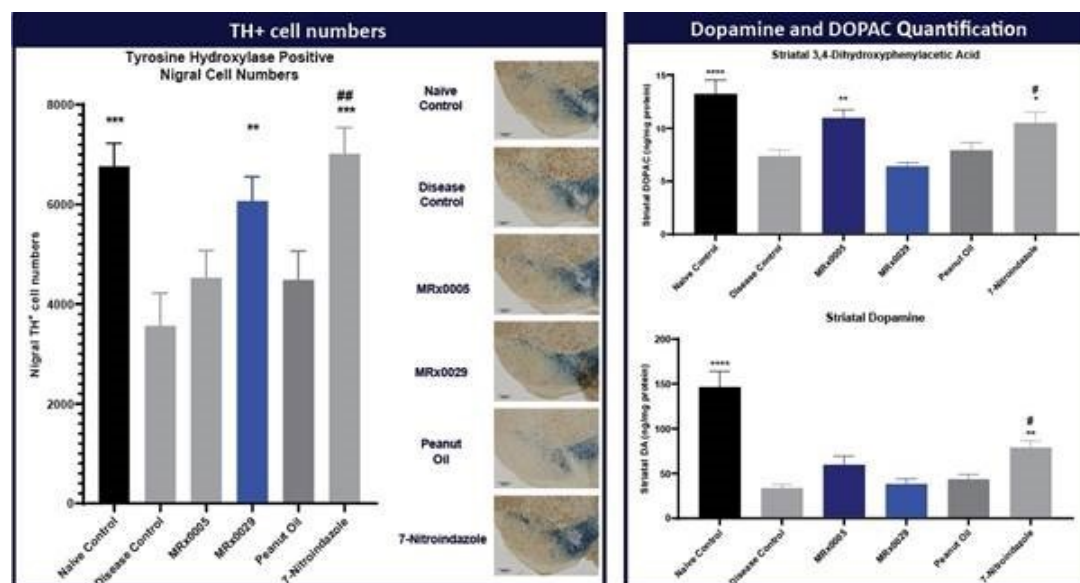 TH+ cell numbers
Tyrosine Hydroxylase Positive
Nigral Cell Numbers
Nigral TH+ cell numbers
8000
6000
4000
2000
0
***
**
##
***
Naive Control
Disease Control
MRx0005
MRx0029
Peanut Oil
7-Nitroindazole
Naïve
Control
Disease
Control
MRx0005
MRx0029
Peanut
Oil
7-Nitroindazole
Dopamine and DOPAC Quantification
Striatal 3,4-Dihydroxyphenylacetic Acid
Striatal DOPAC (ng/mg protein)
15
10
5
0
****
**
#
*
Naive Control
Disease Control
MRx0005
MRx0029
Peanut Oil
7-Nitroindazole
Striatal Dopamine
Striatal DA (ng/mg protein)
200
150
100
50
0
****
#
**
Naive Control
Disease Control
MRx0005
MRx0029
Peanut Oil
7-Nitroindazole